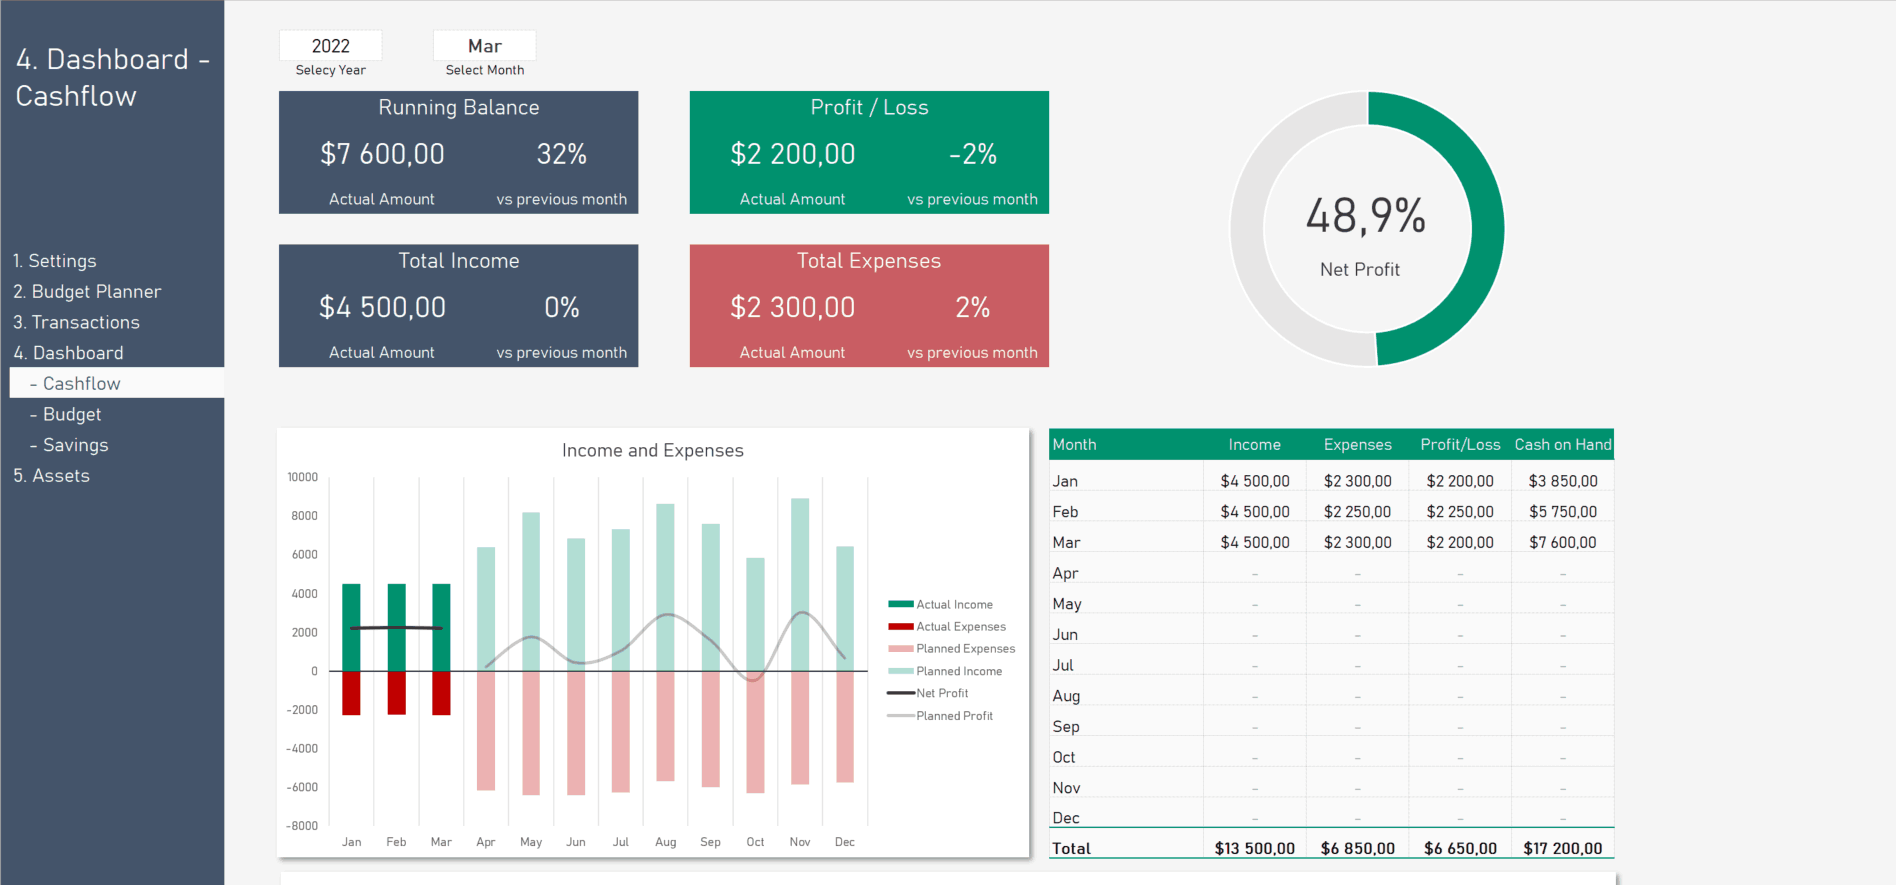 4. Dashboard -
Cashflow
1. Settings
2. Budget Planner
3. Transactions
4. Dashboard
- Cashflow
- Budget
- Savings
5. Assets
2022 Mar
Selecy Year Select Month
Running Balance
$7 600,00 32%
Actual Amount vs previous month
Profit / Loss
$2 200,00 -2%
Actual Amount vs previous month
Total Income
$4 500,00 0%
Actual Amount vs previous month
Total Expenses
$2 300,00 2%
Actual Amount vs previous month
48,9%
Net Profit
Income and Expenses
10000
8000
6000
4000
2000
0
-2000
-4000
-6000
-8000
Jan Feb Mar Apr May Jun Jul Aug Sep Oct Nov Dec
Actual Income
Actual Expenses
Planned Expenses
Planned Income
Net Profit
Planned Profit
Month Income Expenses Profit/Loss Cash on Hand
Jan $4 500,00 $2 300,00 $2 200,00 $3 850,00
Feb $4 500,00 $2 250,00 $2 250,00 $5 750,00
Mar $4 500,00 $2 300,00 $2 200,00 $7 600,00
Apr - - - -
May - - - -
Jun - - - -
Jul - - - -
Aug - - - -
Sep - - - -
Oct - - - -
Nov - - - -
Dec - - - -
Total $13 500,00 $6 850,00 $6 650,00 $17 200,00